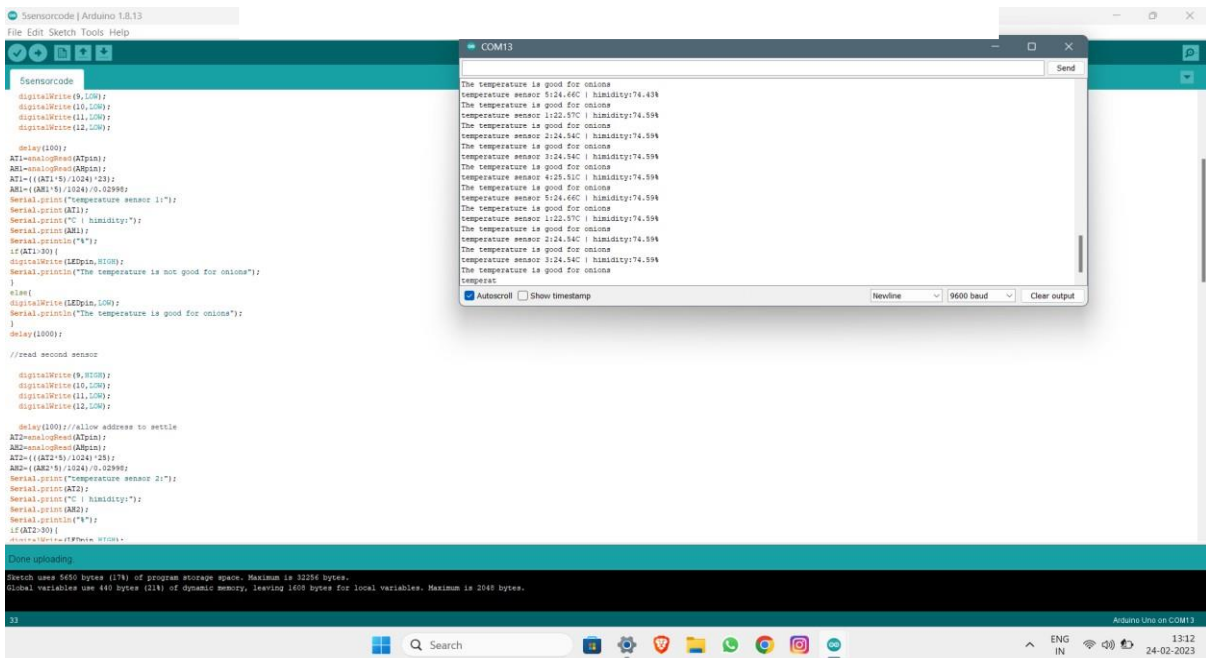 5sensorcode | Arduino 1.8.13
File Edit Sketch Tools Help
5sensorcode
digitalWrite(9,LOW);
digitalWrite(10,LOW);
digitalWrite(11,LOW);
digitalWrite(12,LOW);
delay(100);
AT1=analogRead(ATpin);
AH1=analogRead(AHpin);
AT1=(((AT1*5)/1024)*23);
AH1=((AH1*5)/1024)/0.02998;
Serial.print("temperature sensor 1:");
Serial.print(AT1);
Serial.print("C | himidity:");
Serial.print(AH1);
Serial.println("%");
if(AT1>30){
digitalWrite(LEDpin,HIGH);
Serial.println("The temperature is not good for onions");
}
else{
digitalWrite(LEDpin,LOW);
Serial.println("The temperature is good for onions");
}
delay(1000);
//read second sensor
digitalWrite(9,HIGH);
digitalWrite(10,LOW);
digitalWrite(11,LOW);
digitalWrite(12,LOW);
delay(100);//allow address to settle
AT2=analogRead(ATpin);
AH2=analogRead(AHpin);
AT2=(((AT2*5)/1024)*25);
AH2=((AH2*5)/1024)/0.02998;
Serial.print("temperature sensor 2:");
Serial.print(AT2);
Serial.print("C | himidity:");
Serial.print(AH2);
Serial.println("%");
if(AT2>30){
digitalWrite(LEDpin,HIGH);
COM13
Send
The temperature is good for onions
temperature sensor 5:24.66C | himidity:74.43%
The temperature is good for onions
temperature sensor 1:22.57C | himidity:74.59%
The temperature is good for onions
temperature sensor 2:24.54C | himidity:74.59%
The temperature is good for onions
temperature sensor 3:24.54C | himidity:74.59%
The temperature is good for onions
temperature sensor 4:25.51C | himidity:74.59%
The temperature is good for onions
temperature sensor 5:24.66C | himidity:74.59%
The temperature is good for onions
temperature sensor 1:22.57C | himidity:74.59%
The temperature is good for onions
temperature sensor 2:24.54C | himidity:74.59%
The temperature is good for onions
temperature sensor 3:24.54C | himidity:74.59%
The temperature is good for onions
temperat
Autoscroll Show timestamp Newline 9600 baud Clear output
Done uploading.
Sketch uses 5650 bytes (17%) of program storage space. Maximum is 32256 bytes.
Global variables use 440 bytes (21%) of dynamic memory, leaving 1608 bytes for local variables. Maximum is 2048 bytes.
33 Arduino Uno on COM13
Search ENG 13:12
IN 24-02-2023